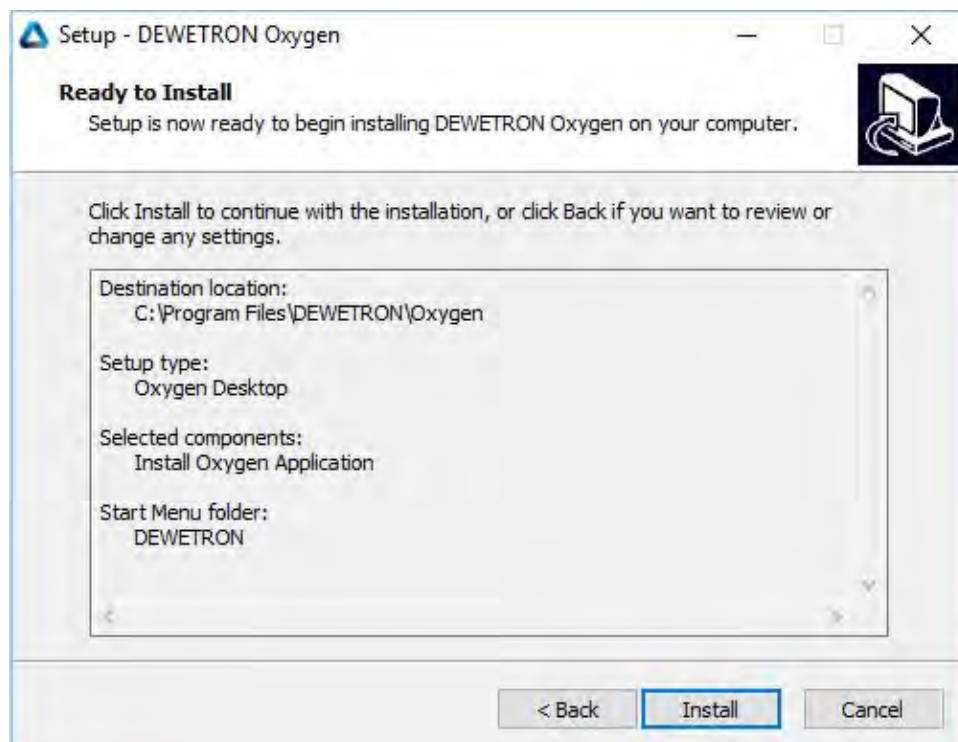 Setup - DEWETRON Oxygen
Ready to Install
Setup is now ready to begin installing DEWETRON Oxygen on your computer.
Click Install to continue with the installation, or click Back if you want to review or
change any settings.
Destination location:
C:\Program Files\DEWETRON\Oxygen
Setup type:
Oxygen Desktop
Selected components:
Install Oxygen Application
Start Menu folder:
DEWETRON
< Back Install Cancel